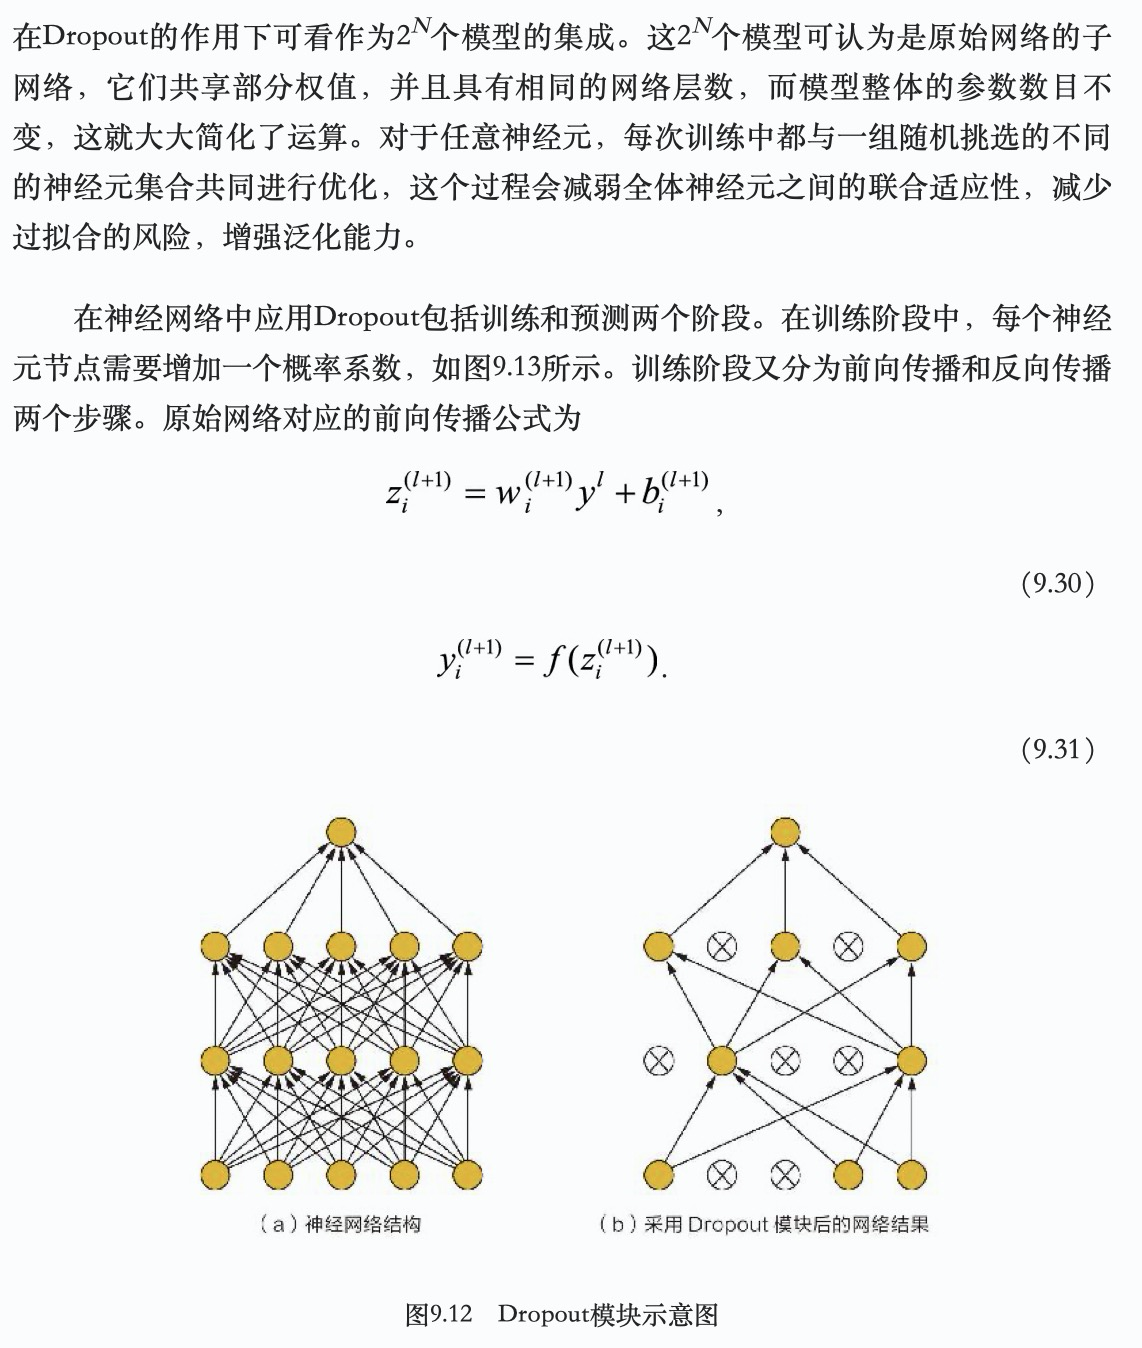 在Dropout的作用下可看作为2^N个模型的集成。这2^N个模型可认为是原始网络的子
网络，它们共享部分权值，并且具有相同的网络层数，而模型整体的参数数目不
变，这就大大简化了运算。对于任意神经元，每次训练中都与一组随机挑选的不同
的神经元集合共同进行优化，这个过程会减弱全体神经元之间的联合适应性，减少
过拟合的风险，增强泛化能力。
在神经网络中应用Dropout包括训练和预测两个阶段。在训练阶段中，每个神经
元节点需要增加一个概率系数，如图9.13所示。训练阶段又分为前向传播和反向传播
两个步骤。原始网络对应的前向传播公式为
z_i^{(l+1)} = w_i^{(l+1)} y^l + b_i^{(l+1)} ,
（9.30）
y_i^{(l+1)} = f(z_i^{(l+1)}).
（9.31）
（a）神经网络结构
（b）采用 Dropout 模块后的网络结果
图9.12 Dropout模块示意图